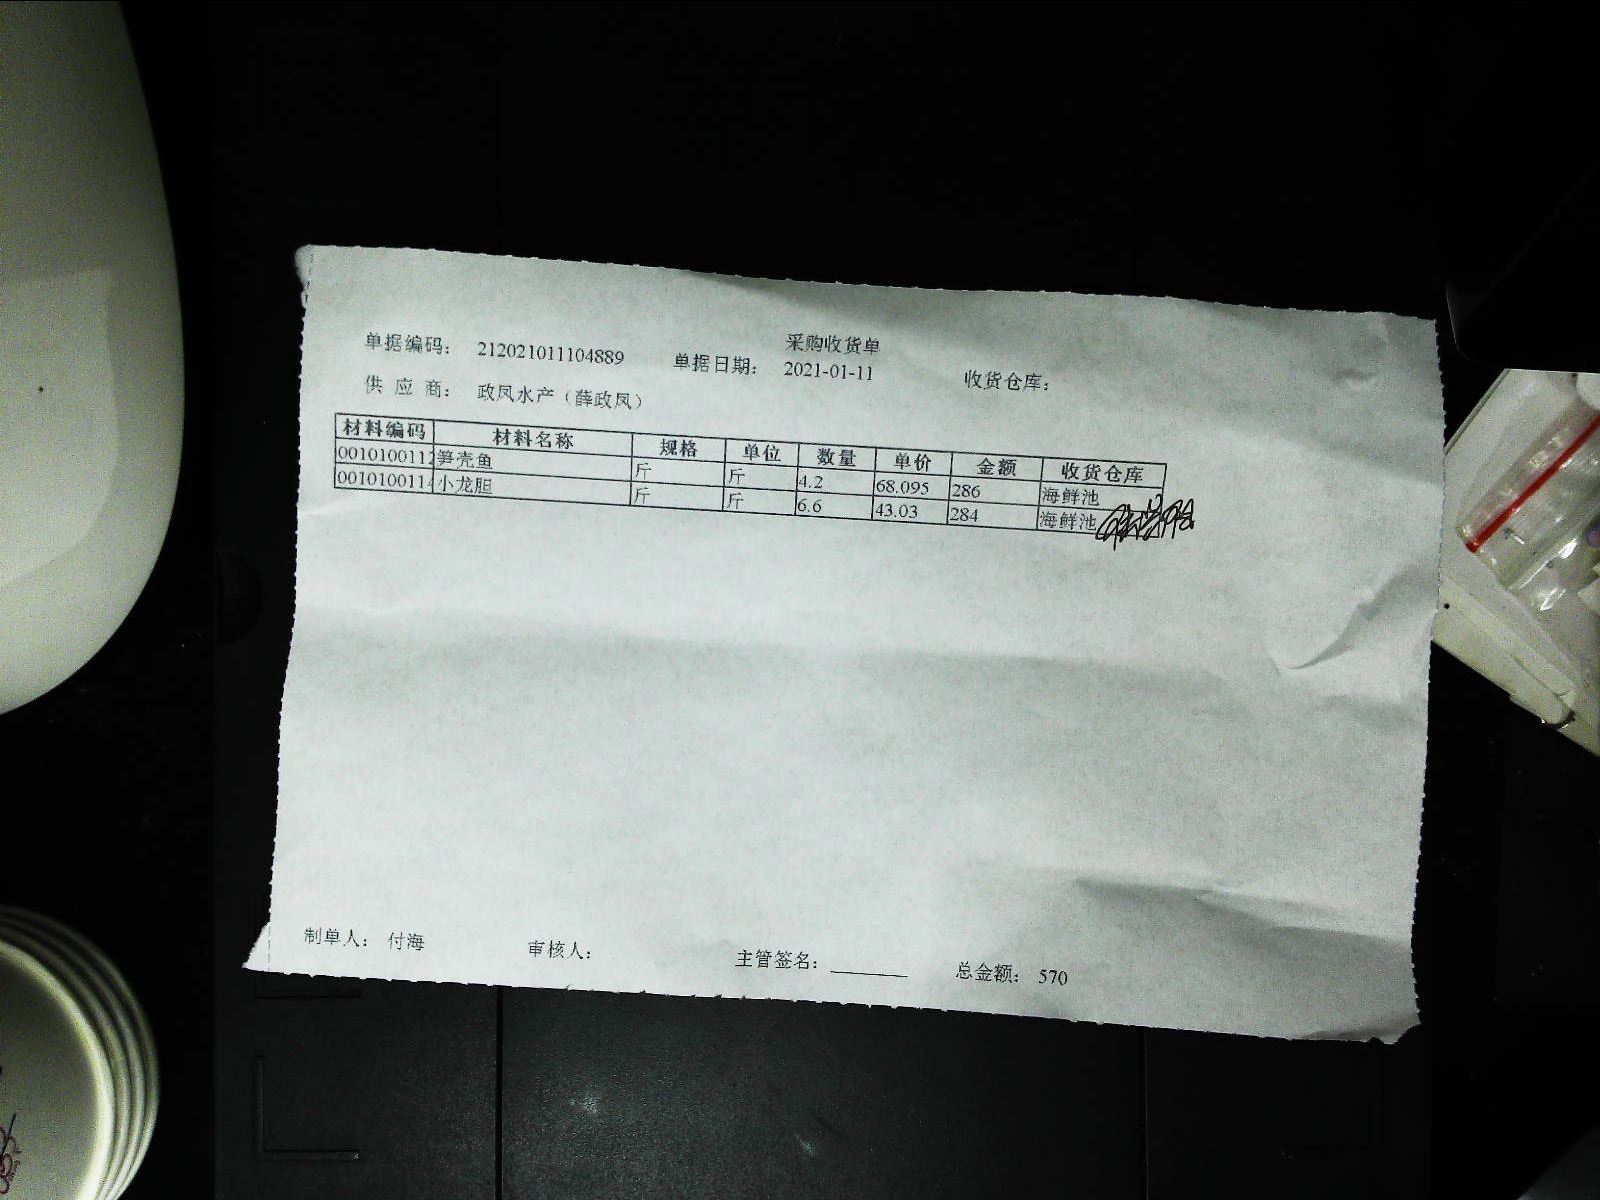 采购收货单
单据编码： 212021011104889 单据日期： 2021-01-11 收货仓库：
供 应 商： 政凤水产（薛政凤）
材料编码 材料名称 规格 单位 数量 单价 金额 收货仓库
0010100112 笋壳鱼 斤 斤 4.2 68.095 286 海鲜池
001010011 小龙胆 斤 斤 6.6 43.03 284 海鲜池
制单人： 付海 审核人： 主管签名： 总金额： 570